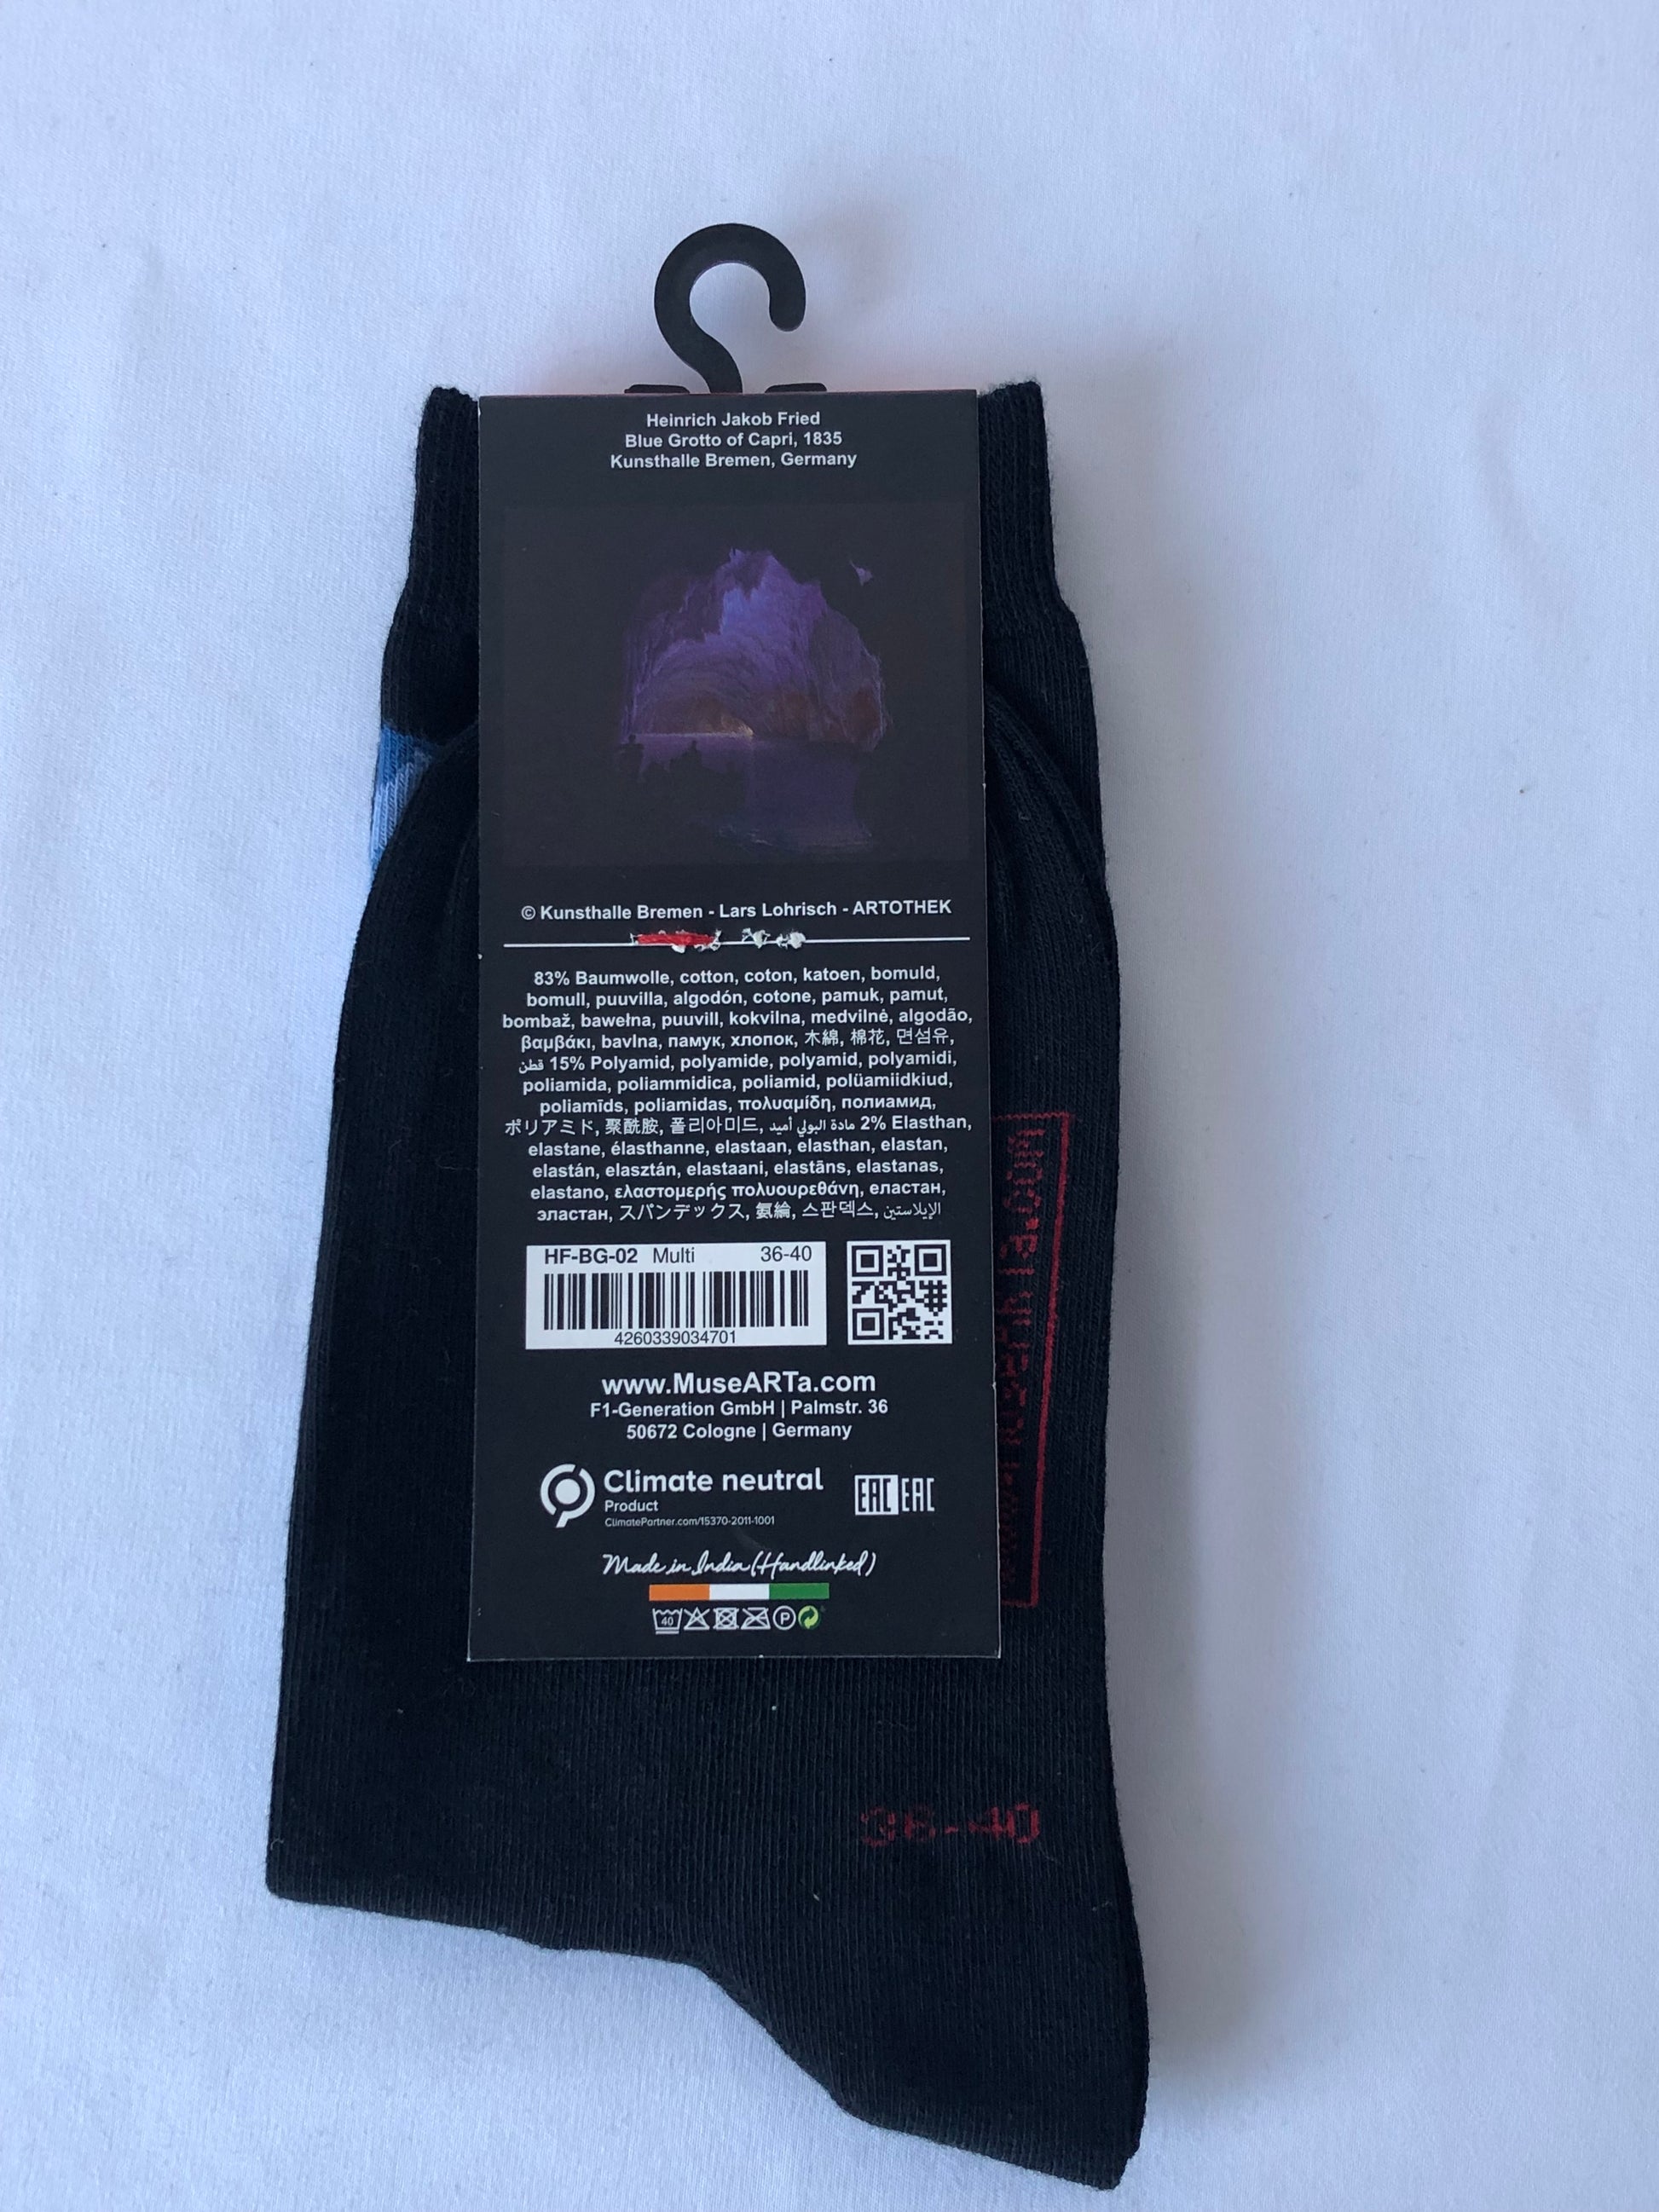 Heinrich Jakob Fried
Blue Grotto of Capri, 1835
Kunsthalle Bremen, Germany
© Kunsthalle Bremen - Lars Lohrisch - ARTOTHEK
83% Baumwolle, cotton, coton, katoen, bomuld,
bomull, puuvilla, algodón, cotone, pamuk, pamut,
bombaž, bawełna, puuvill, kokvilna, medvilnė, algodão,
βαμβάκι, bavlna, памук, хлопок, 木綿, 棉花, 면섬유,
قطن 15% Polyamid, polyamide, polyamid, polyamidi,
poliamida, poliammidica, poliamid, polüamiidkiud,
poliamīds, poliamidas, πολυαμίδη, полиамид,
ポリアミド, 聚酰胺, 폴리아미드, مادة البولي أميد 2% Elasthan,
elastane, élasthanne, elastaan, elasthan, elastan,
elastán, elasztán, elastaani, elastāns, elastanas,
elastano, ελαστομερής πολυουρεθάνη, еластан,
эластан, スパンデックス, 氨綸, 스판덱스, الإيلاستين
HF-BG-02 Multi 36-40
4260339034701
www.MuseARTa.com
F1-Generation GmbH | Palmstr. 36
50672 Cologne | Germany
Climate neutral
Product
ClimatePartner.com/15370-2011-1001
EAC EAC
Made in India (Handlinked)
40 P
36-40